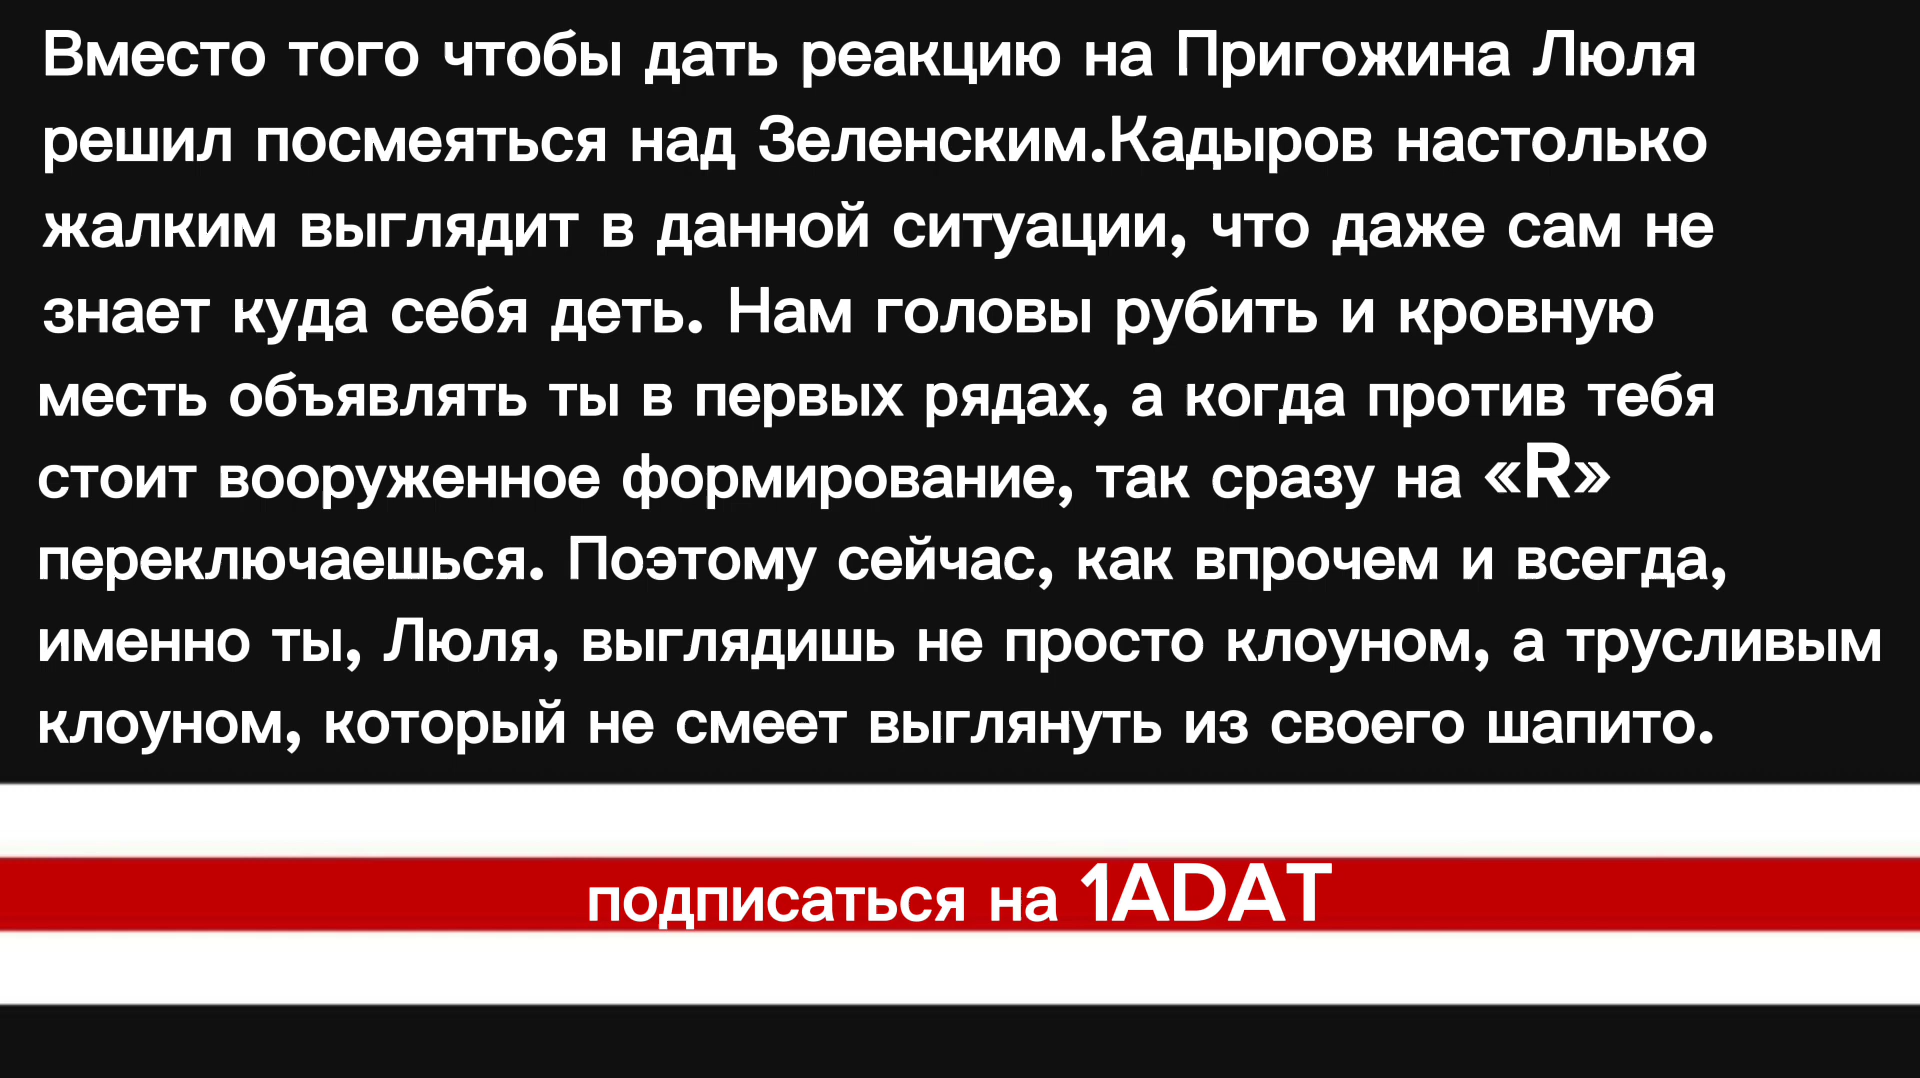 Вместо того чтобы дать реакцию на Пригожина Люля
решил посмеяться над Зеленским.Кадыров настолько
жалким выглядит в данной ситуации, что даже сам не
знает куда себя деть. Нам головы рубить и кровную
месть объявлять ты в первых рядах, а когда против тебя
стоит вооруженное формирование, так сразу на «R»
переключаешься. Поэтому сейчас, как впрочем и всегда,
именно ты, Люля, выглядишь не просто клоуном, а трусливым
клоуном, который не смеет выглянуть из своего шапито.
подписаться на 1ADAT